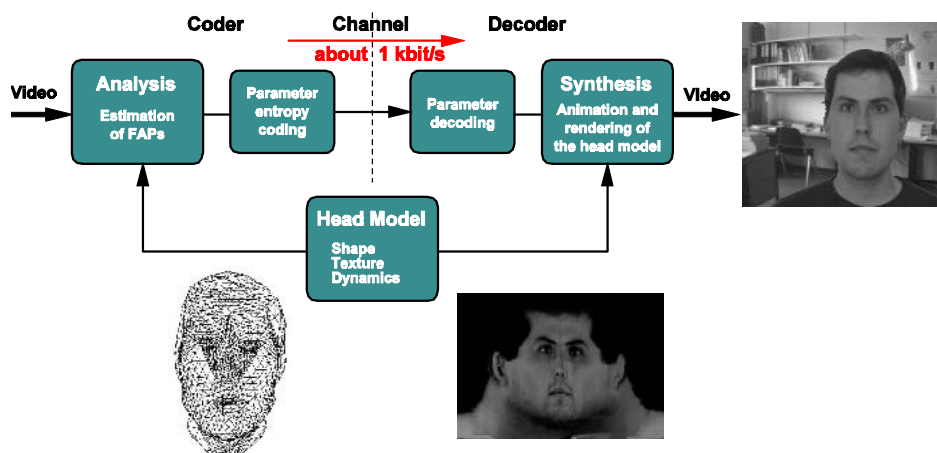 Coder
Channel
Decoder
about 1 kbit/s
Video
Analysis
Estimation
of FAPs
Parameter
entropy
coding
Parameter
decoding
Synthesis
Animation and
rendering of
the head model
Video
Head Model
Shape
Texture
Dynamics